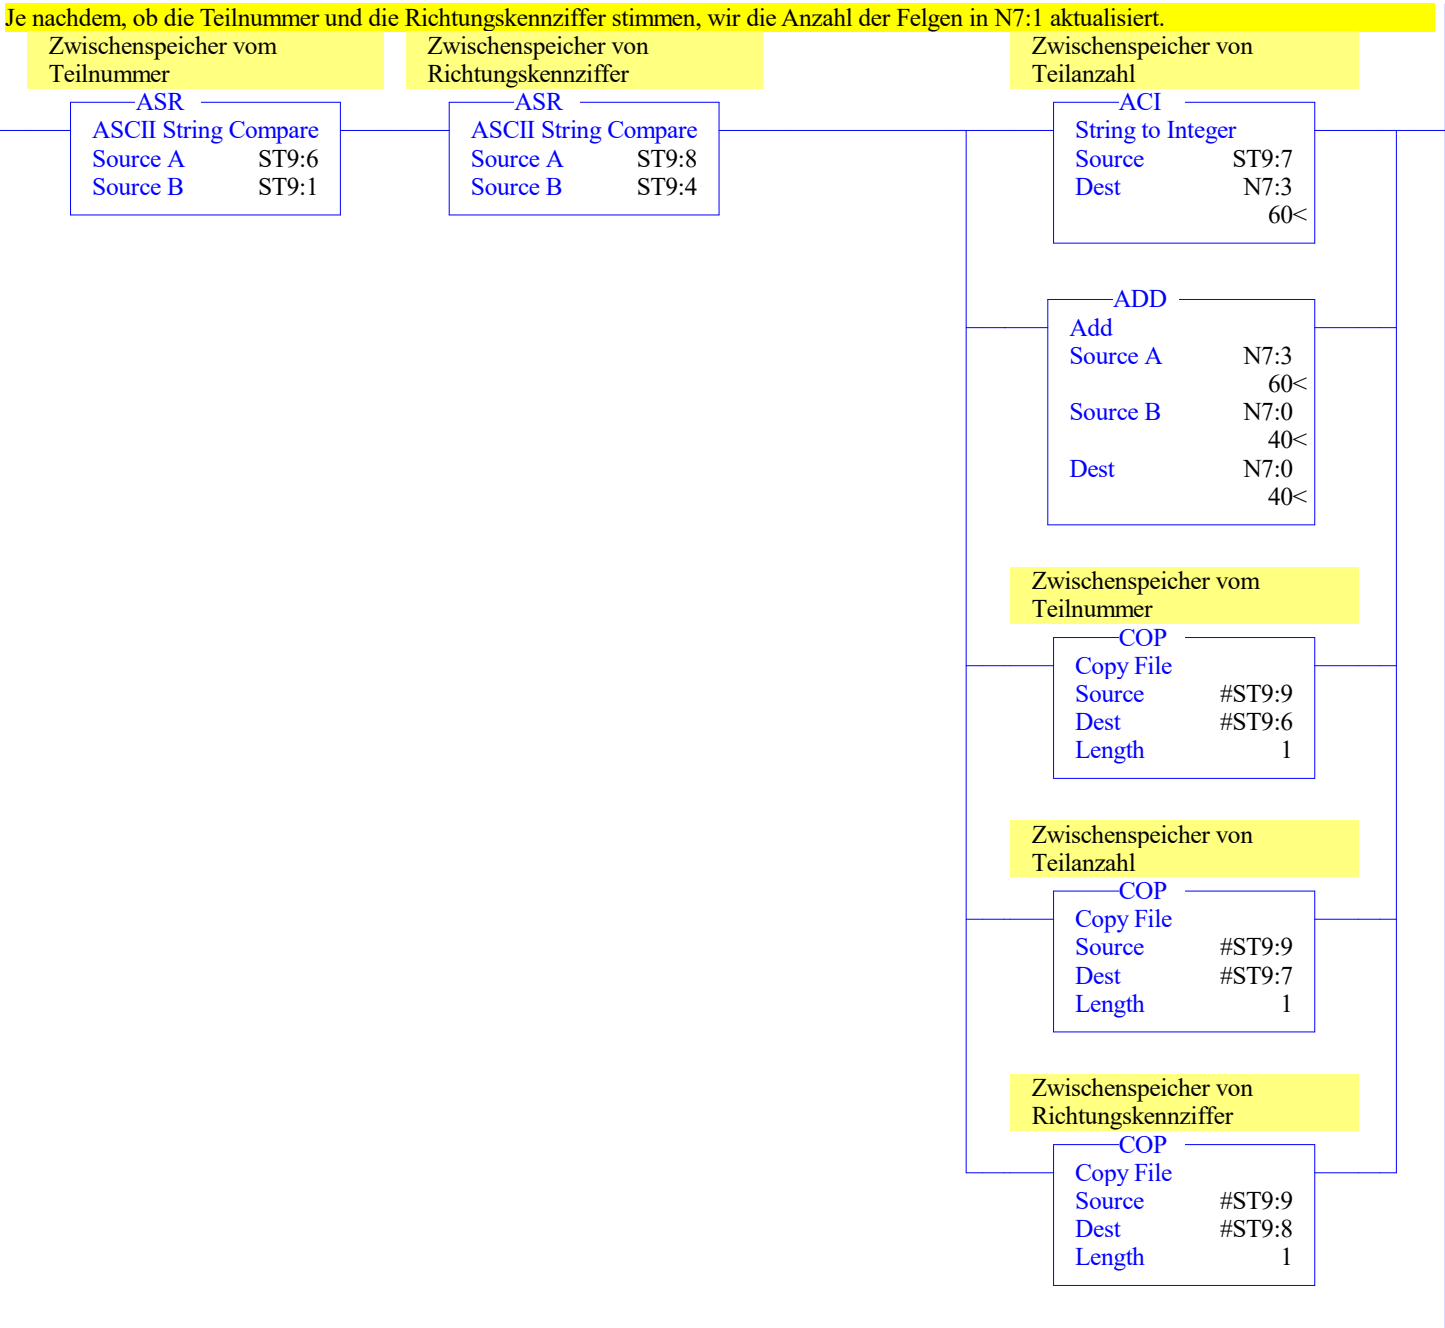 Je nachdem, ob die Teilnummer und die Richtungskennziffer stimmen, wir die Anzahl der Felgen in N7:1 aktualisiert.
Zwischenspeicher vom
Teilnummer
ASR
ASCII String Compare
Source A ST9:6
Source B ST9:1
Zwischenspeicher von
Richtungskennziffer
ASR
ASCII String Compare
Source A ST9:8
Source B ST9:4
Zwischenspeicher von
Teilanzahl
ACI
String to Integer
Source ST9:7
Dest N7:3
60<
ADD
Add
Source A N7:3
60<
Source B N7:0
40<
Dest N7:0
40<
Zwischenspeicher vom
Teilnummer
COP
Copy File
Source #ST9:9
Dest #ST9:6
Length 1
Zwischenspeicher von
Teilanzahl
COP
Copy File
Source #ST9:9
Dest #ST9:7
Length 1
Zwischenspeicher von
Richtungskennziffer
COP
Copy File
Source #ST9:9
Dest #ST9:8
Length 1